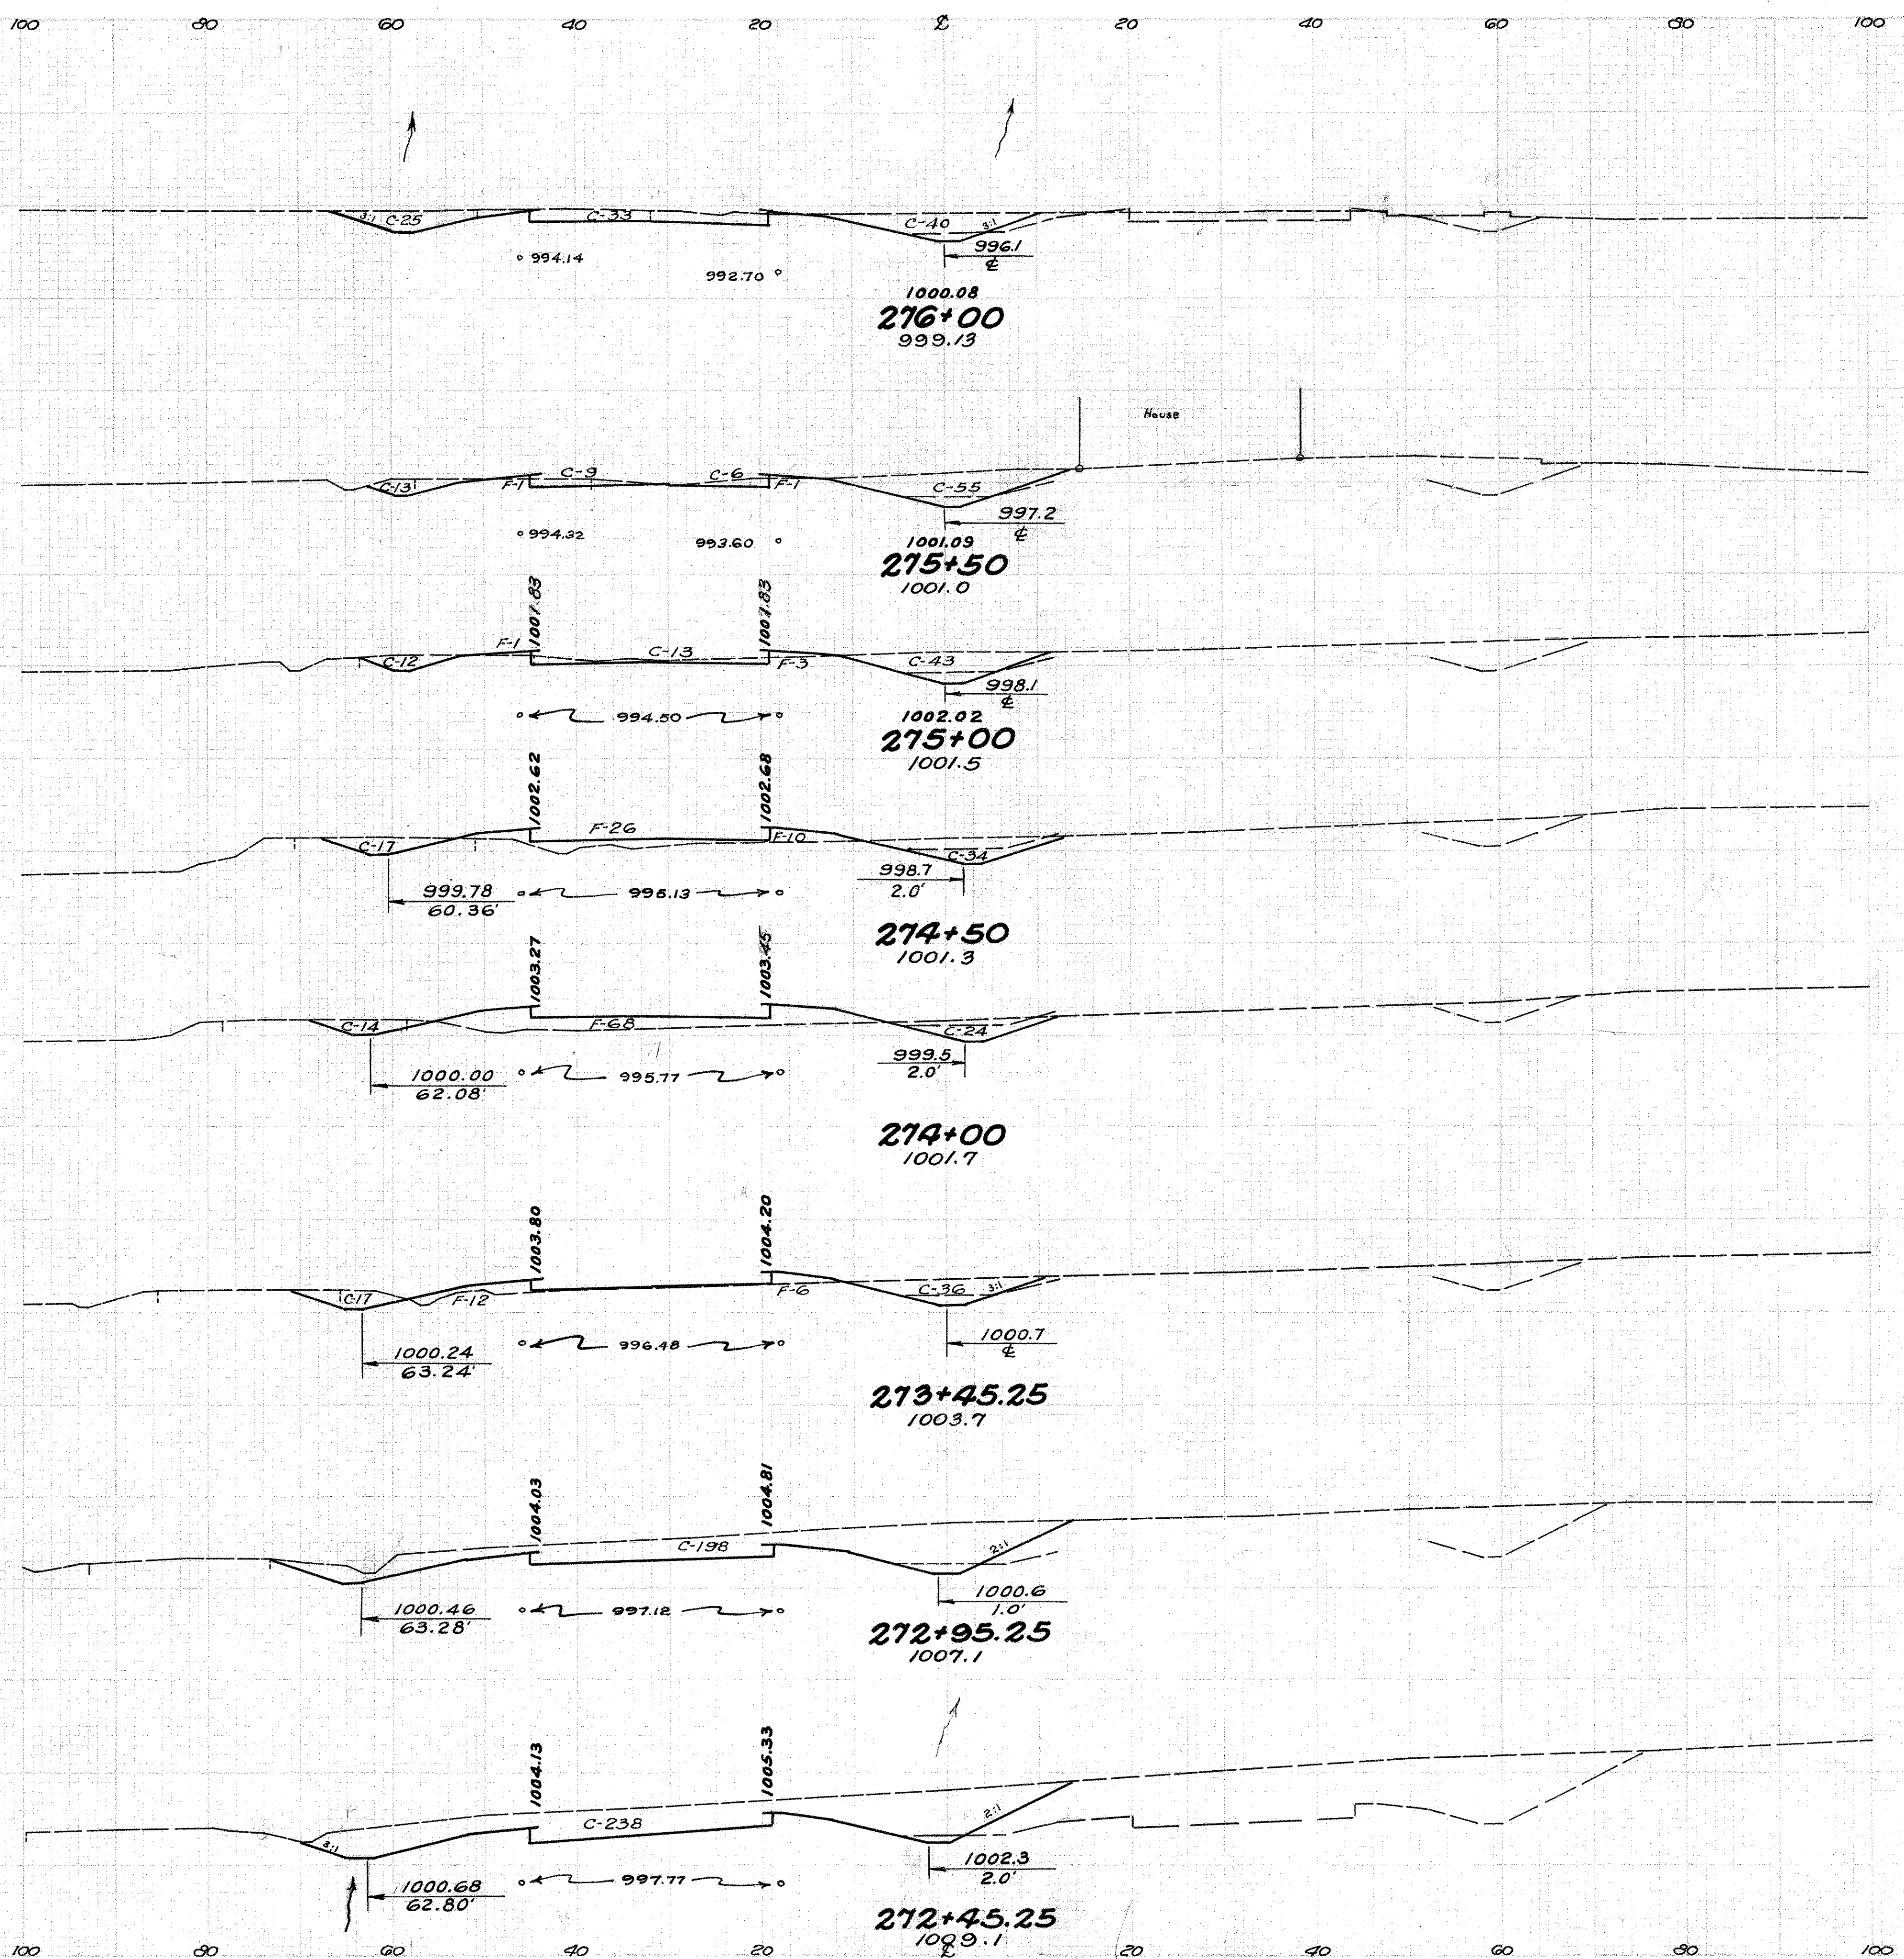 100 80 60 40 20 ℄ 20 40 60 80 100
3:1 C-25 C-33 C-40 3:1
994.14 992.70 996.1
℄
1000.08
276+00
999.13
House
C-13 F-1 C-9 C-6 F-1 C-55
994.32 993.60 997.2
℄
1001.09
275+50
1001.0
1001.83 1001.83
C-12 F-1 C-13 F-3 C-43
994.50 998.1
℄
1002.02
275+00
1001.5
1002.62 1002.68
C-17 F-26 F-10 C-34
999.78 995.13 998.7
60.36' 2.0'
274+50
1001.3
1003.27 1003.45
C-14 F-68 C-24
1000.00 995.77 999.5
62.08' 2.0'
274+00
1001.7
1003.80 1004.20
C-17 F-12 F-6 C-36 3:1
1000.24 996.48 1000.7
63.24' ℄
273+45.25
1003.7
1004.03 1004.81
C-198 2:1
1000.46 997.12 1000.6
63.28' 1.0'
272+95.25
1007.1
1004.13 1005.33
3:1 C-238 2:1
1000.68 997.77 1002.3
62.80' 2.0'
272+45.25
1009.1
100 80 60 40 20 ℄ 20 40 60 80 100